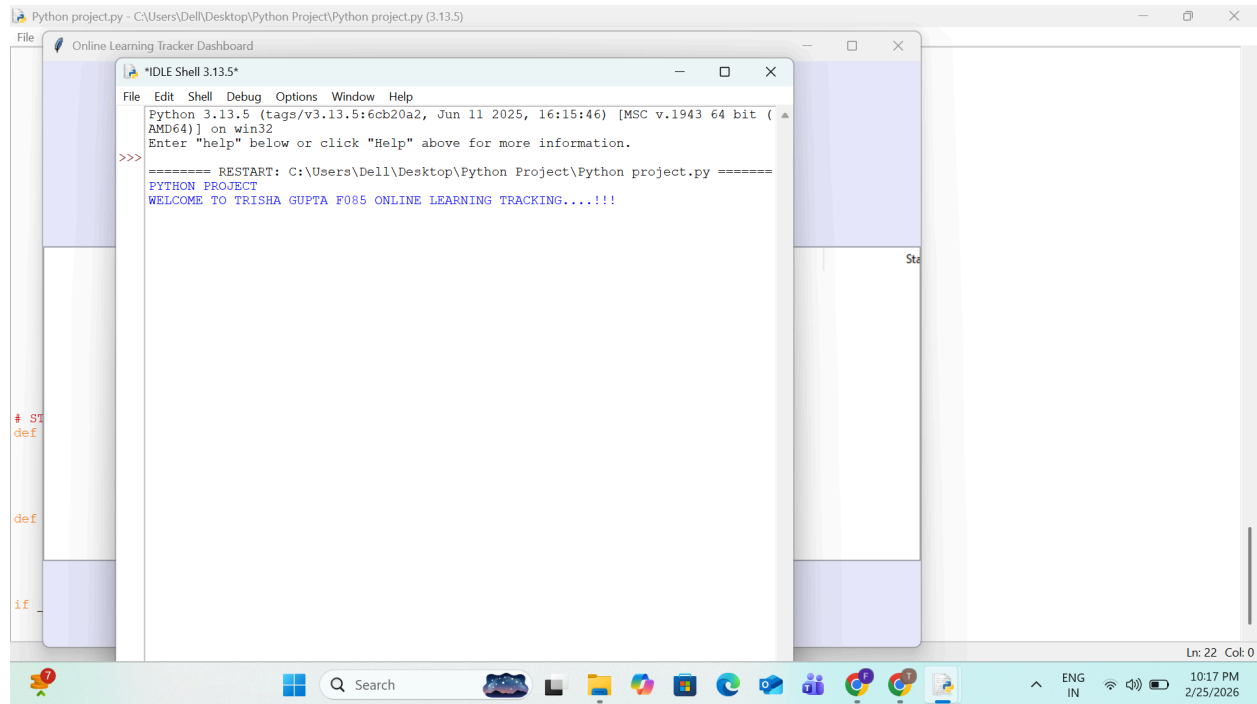 Python project.py - C:\Users\Dell\Desktop\Python Project\Python project.py (3.13.5)
File
Online Learning Tracker Dashboard
*IDLE Shell 3.13.5*
File Edit Shell Debug Options Window Help
Python 3.13.5 (tags/v3.13.5:6cb20a2, Jun 11 2025, 16:15:46) [MSC v.1943 64 bit (
AMD64)] on win32
Enter "help" below or click "Help" above for more information.
>>>
======== RESTART: C:\Users\Dell\Desktop\Python Project\Python project.py =======
PYTHON PROJECT
WELCOME TO TRISHA GUPTA F085 ONLINE LEARNING TRACKING....!!!
Sta
# ST
def
def
if _
Ln: 22 Col: 0
7
Search
F
T
ENG
IN
10:17 PM
2/25/2026